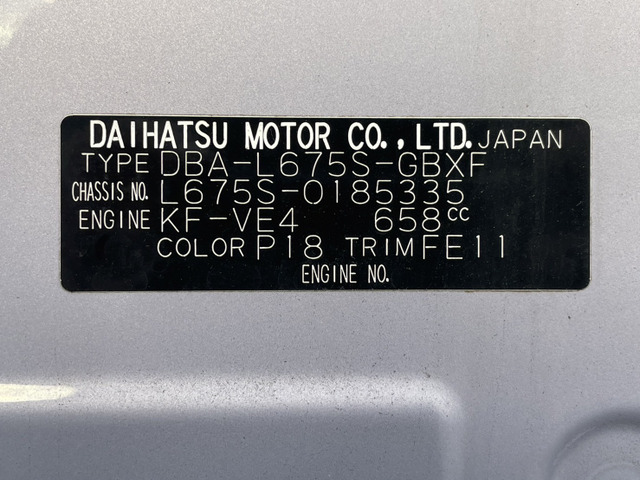 DAIHATSU MOTOR CO., LTD. JAPAN
TYPE DBA-L675S-GBXF
CHASSIS NO. L675S-0185335
ENGINE KF-VE4 658cc
COLOR P18 TRIM FE11
ENGINE NO.